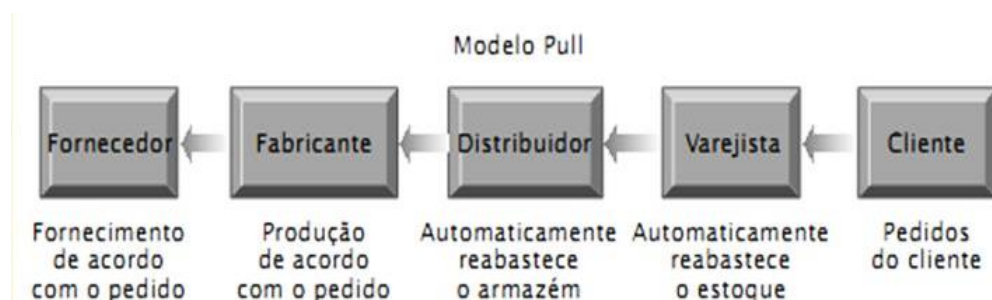 Modelo Pull
Fornecedor Fabricante Distribuidor Varejista Cliente
Fornecimento
de acordo
com o pedido
Produção
de acordo
com o pedido
Automaticamente
reabastece
o armazém
Automaticamente
reabastece
o estoque
Pedidos
do cliente